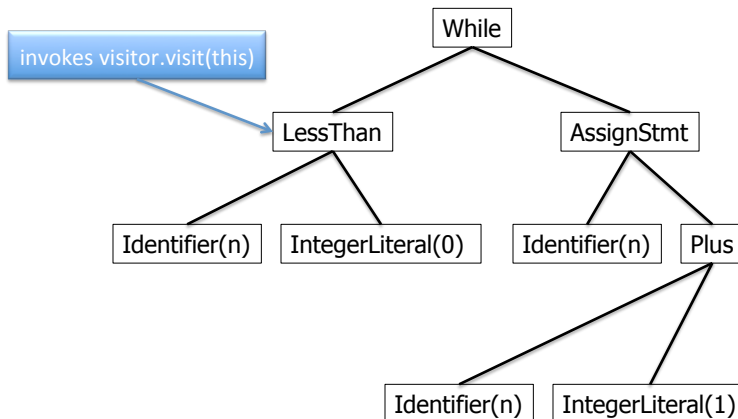 While
invokes visitor.visit(this)
LessThan
AssignStmt
Identifier(n)
IntegerLiteral(0)
Identifier(n)
Plus
Identifier(n)
IntegerLiteral(1)